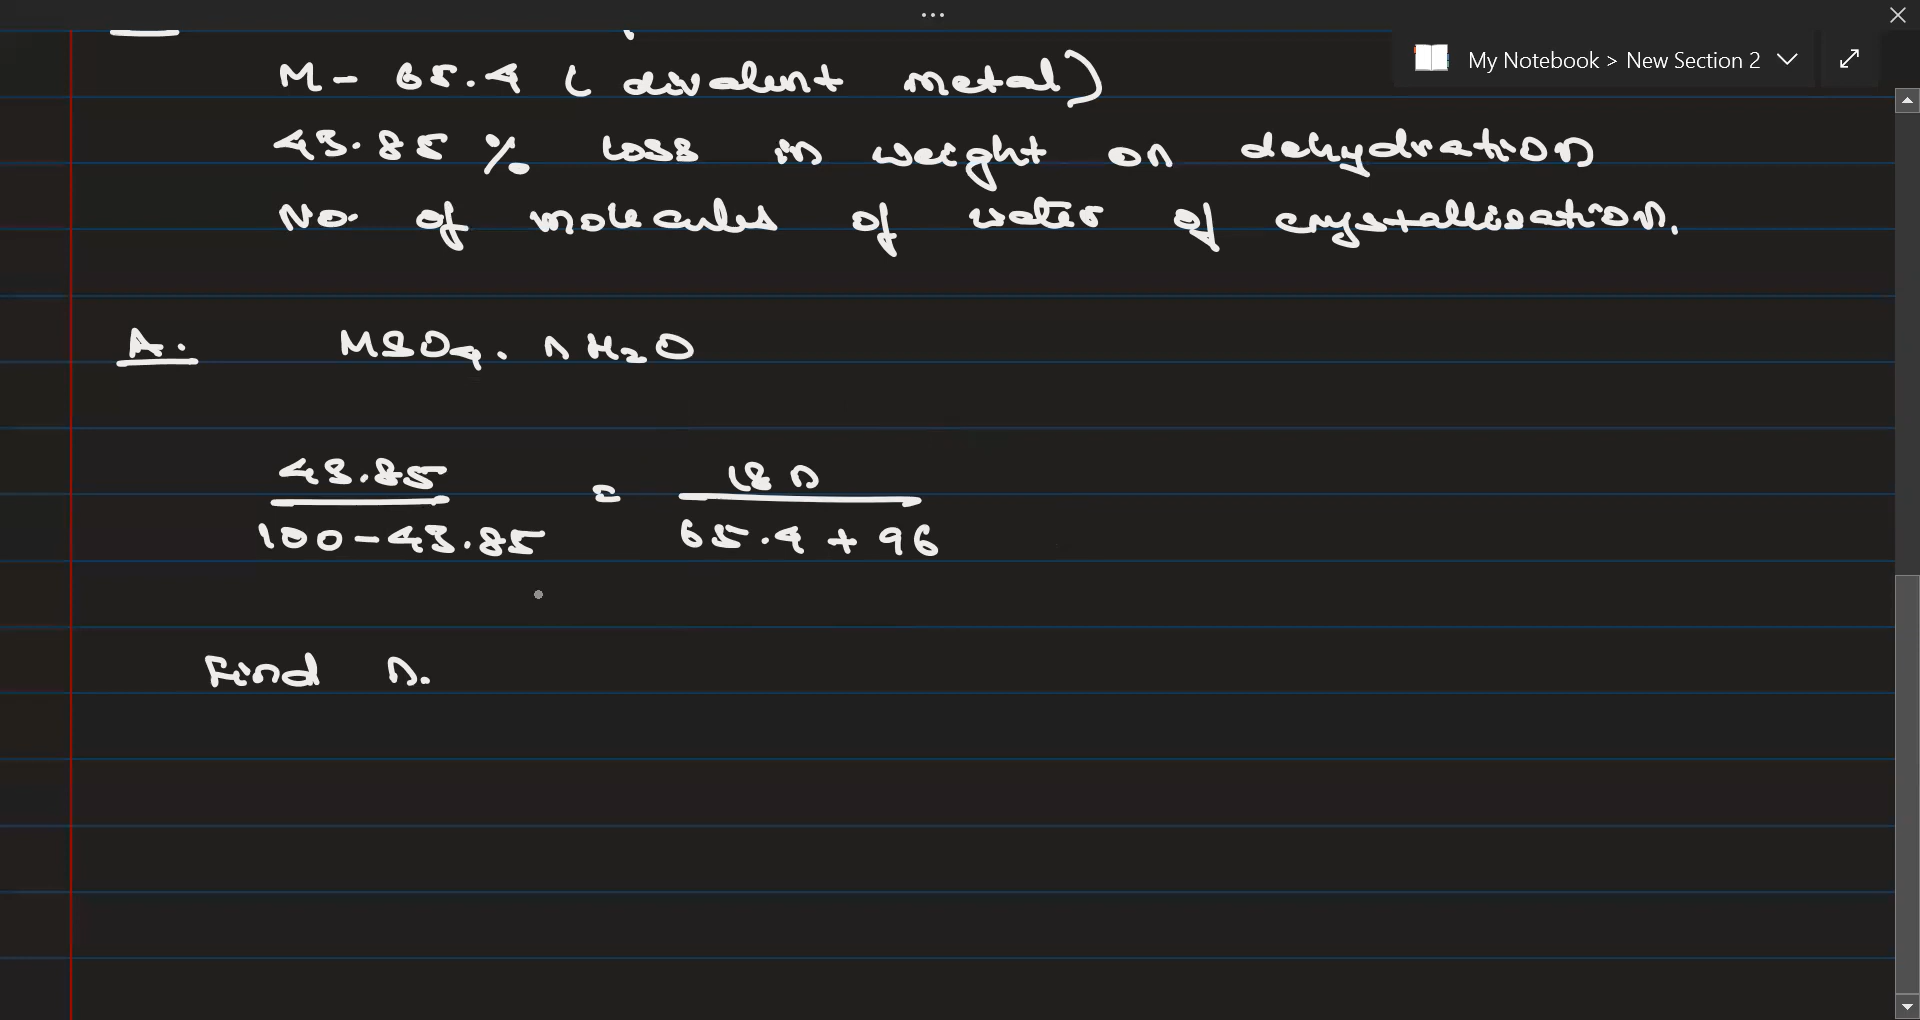 ...
My Notebook > New Section 2
M - 65.4 ( divalent metal)
43.85 % loss in weight on dehydration
No. of molecules of water of crystallisation.
A. MSO4. n H2O
43.85 / 100 - 43.85 = 18 n / 65.4 + 96
Find n.